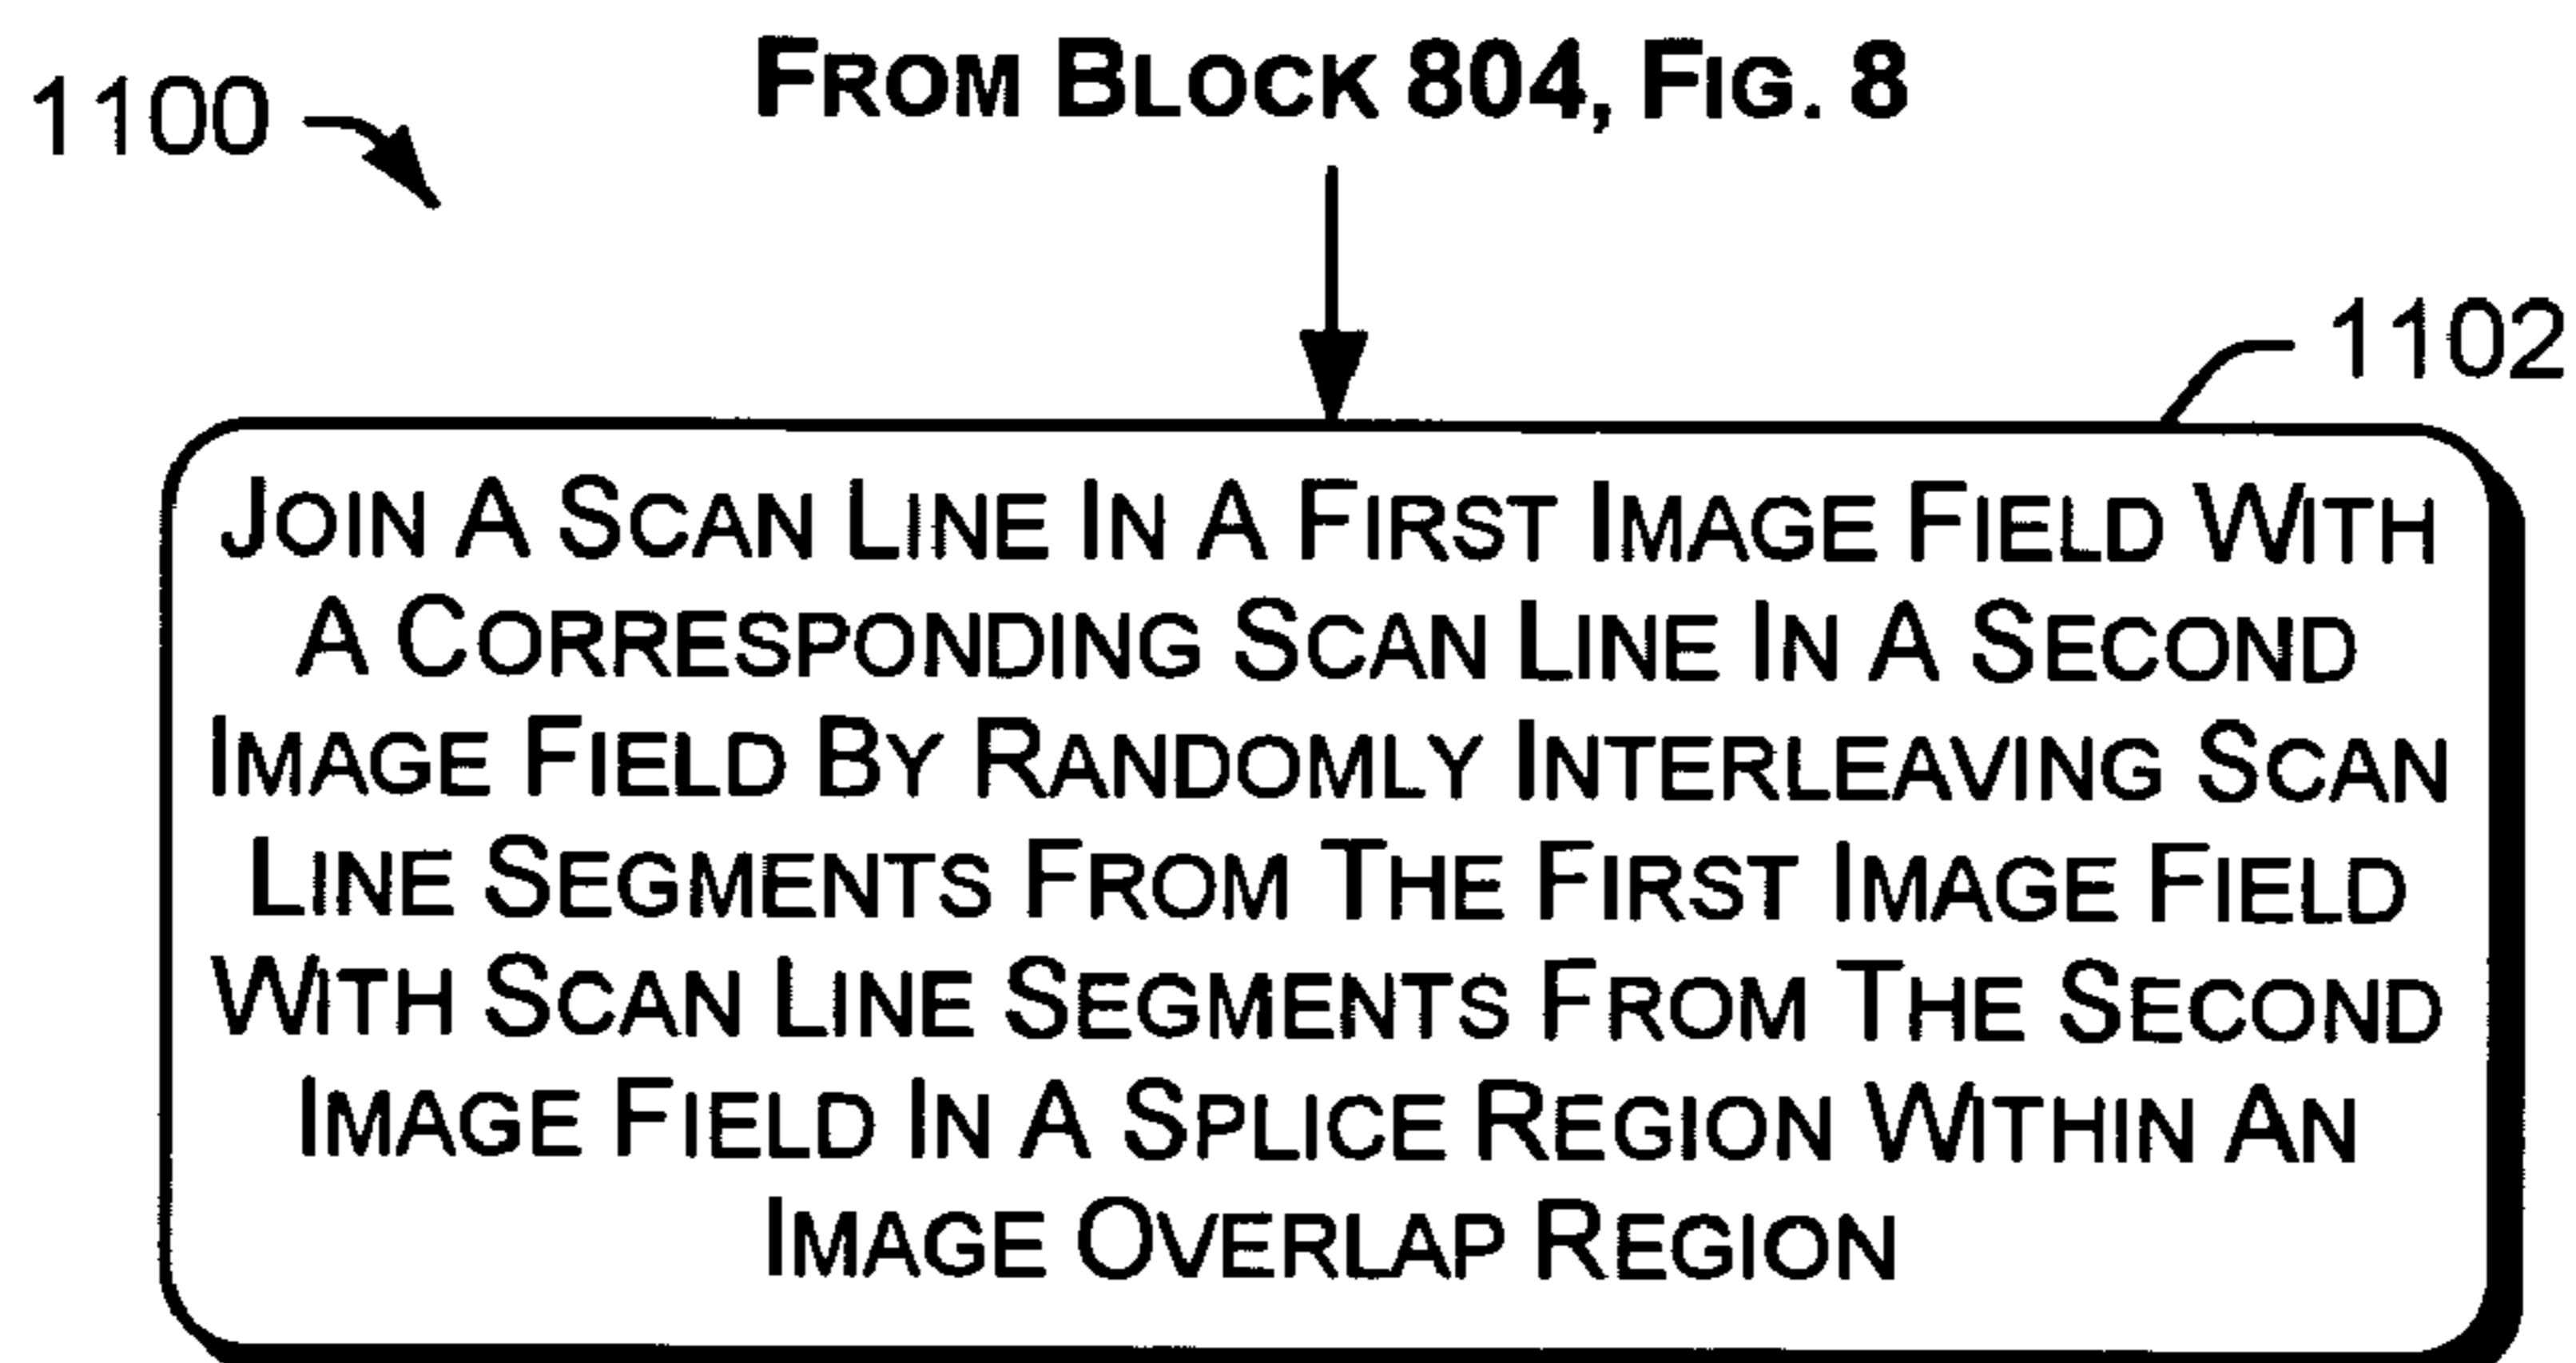 FROM BLOCK 804, FIG. 8
1100
1102
JOIN A SCAN LINE IN A FIRST IMAGE FIELD WITH
A CORRESPONDING SCAN LINE IN A SECOND
IMAGE FIELD BY RANDOMLY INTERLEAVING SCAN
LINE SEGMENTS FROM THE FIRST IMAGE FIELD
WITH SCAN LINE SEGMENTS FROM THE SECOND
IMAGE FIELD IN A SPLICE REGION WITHIN AN
IMAGE OVERLAP REGION